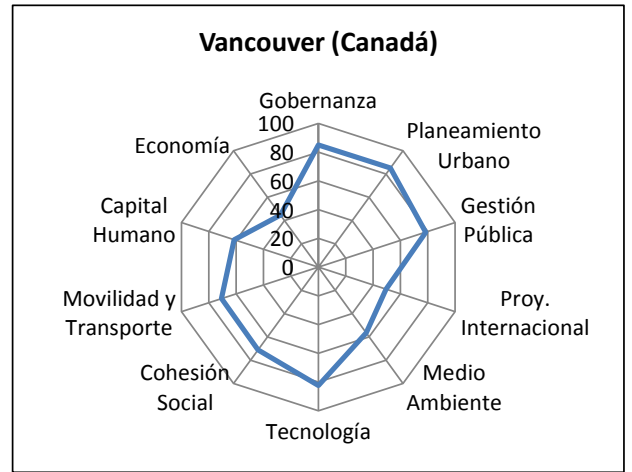 Vancouver (Canadá)
Gobernanza
Planeamiento
Urbano
Gestión
Pública
Proy.
Internacional
Medio
Ambiente
Tecnología
Cohesión
Social
Movilidad y
Transporte
Capital
Humano
Economía
100
80
60
40
20
0